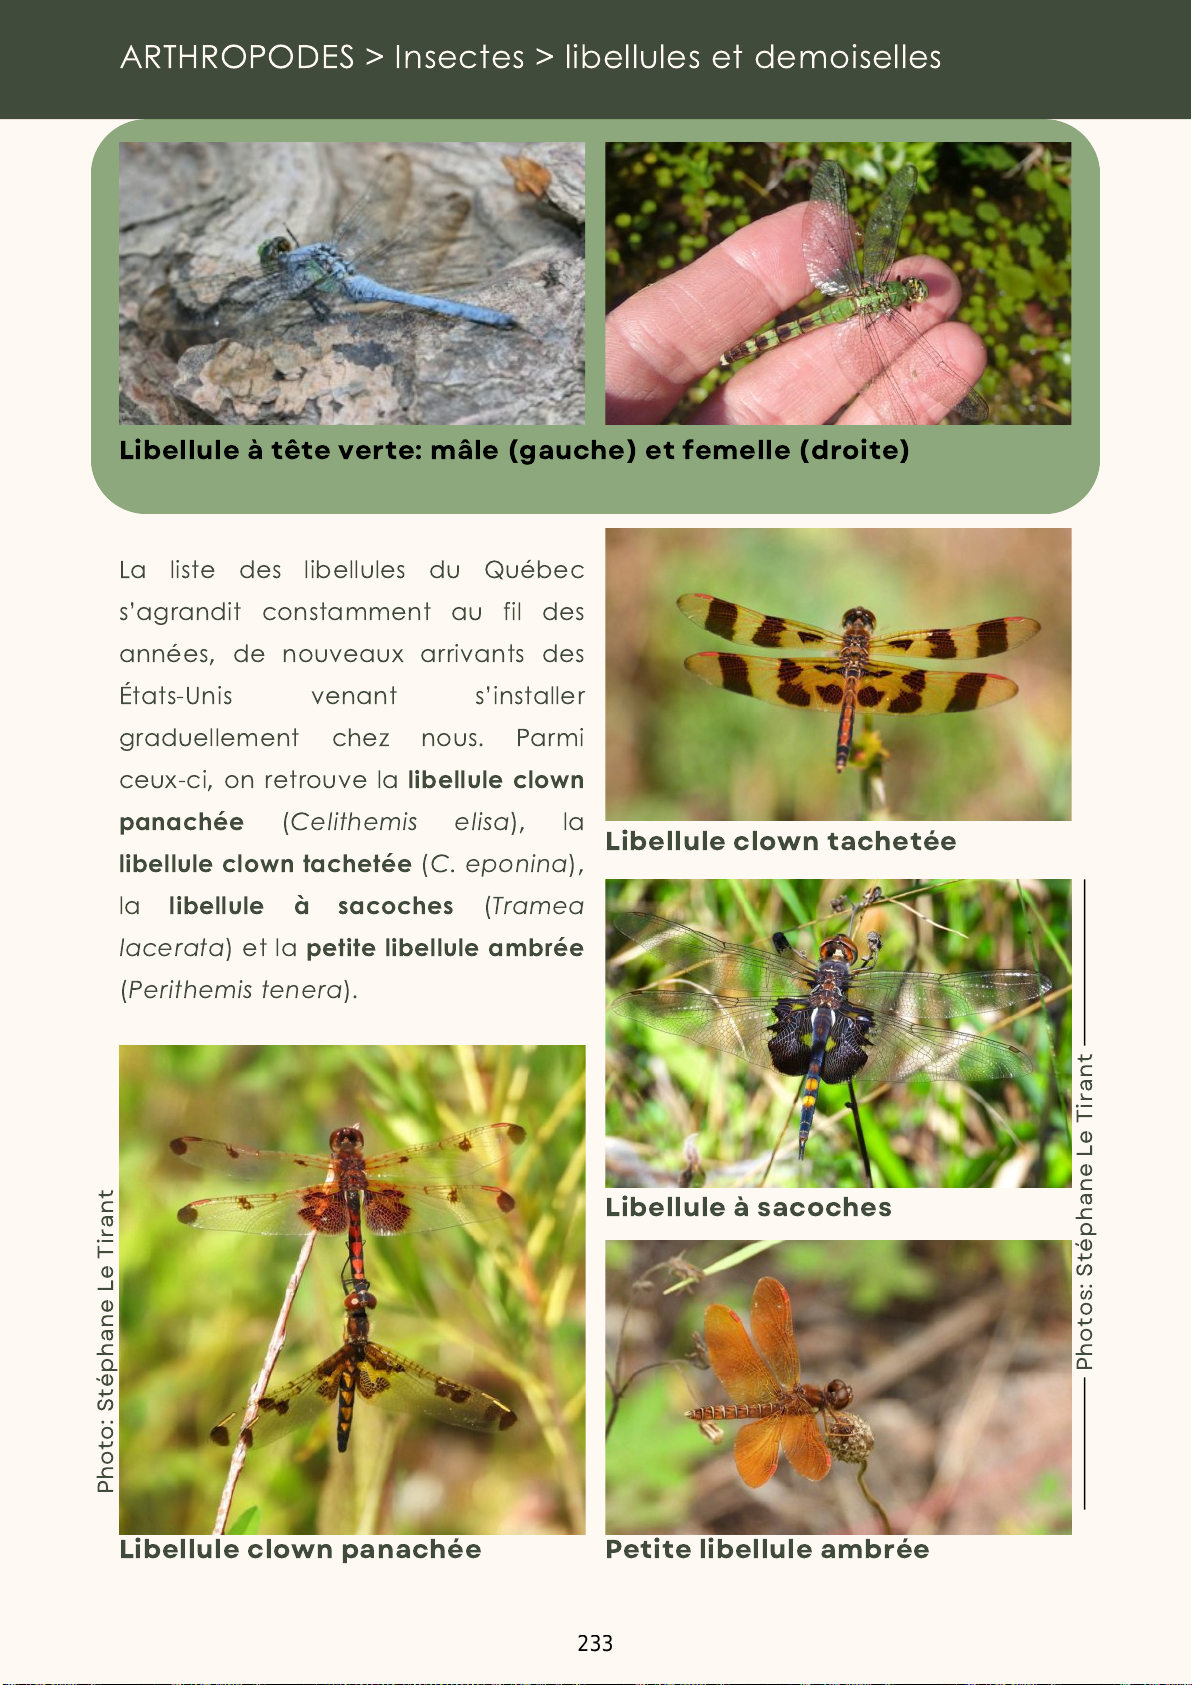 ARTHROPODES > Insectes > libellules et demoiselles
Libellule à tête verte: mâle (gauche) et femelle (droite)
La liste des libellules du Québec
s'agrandit constamment au fil des
années, de nouveaux arrivants des
États-Unis venant s'installer
graduellement chez nous. Parmi
ceux-ci, on retrouve la libellule clown
panachée (Celithemis elisa), la
libellule clown tachetée (C. eponina),
la libellule à sacoches (Tramea
lacerata) et la petite libellule ambrée
(Perithemis tenera).
Photo: Stéphane Le Tirant
Libellule clown panachée
Libellule clown tachetée
Libellule à sacoches
Photos: Stéphane Le Tirant
Petite libellule ambrée
233